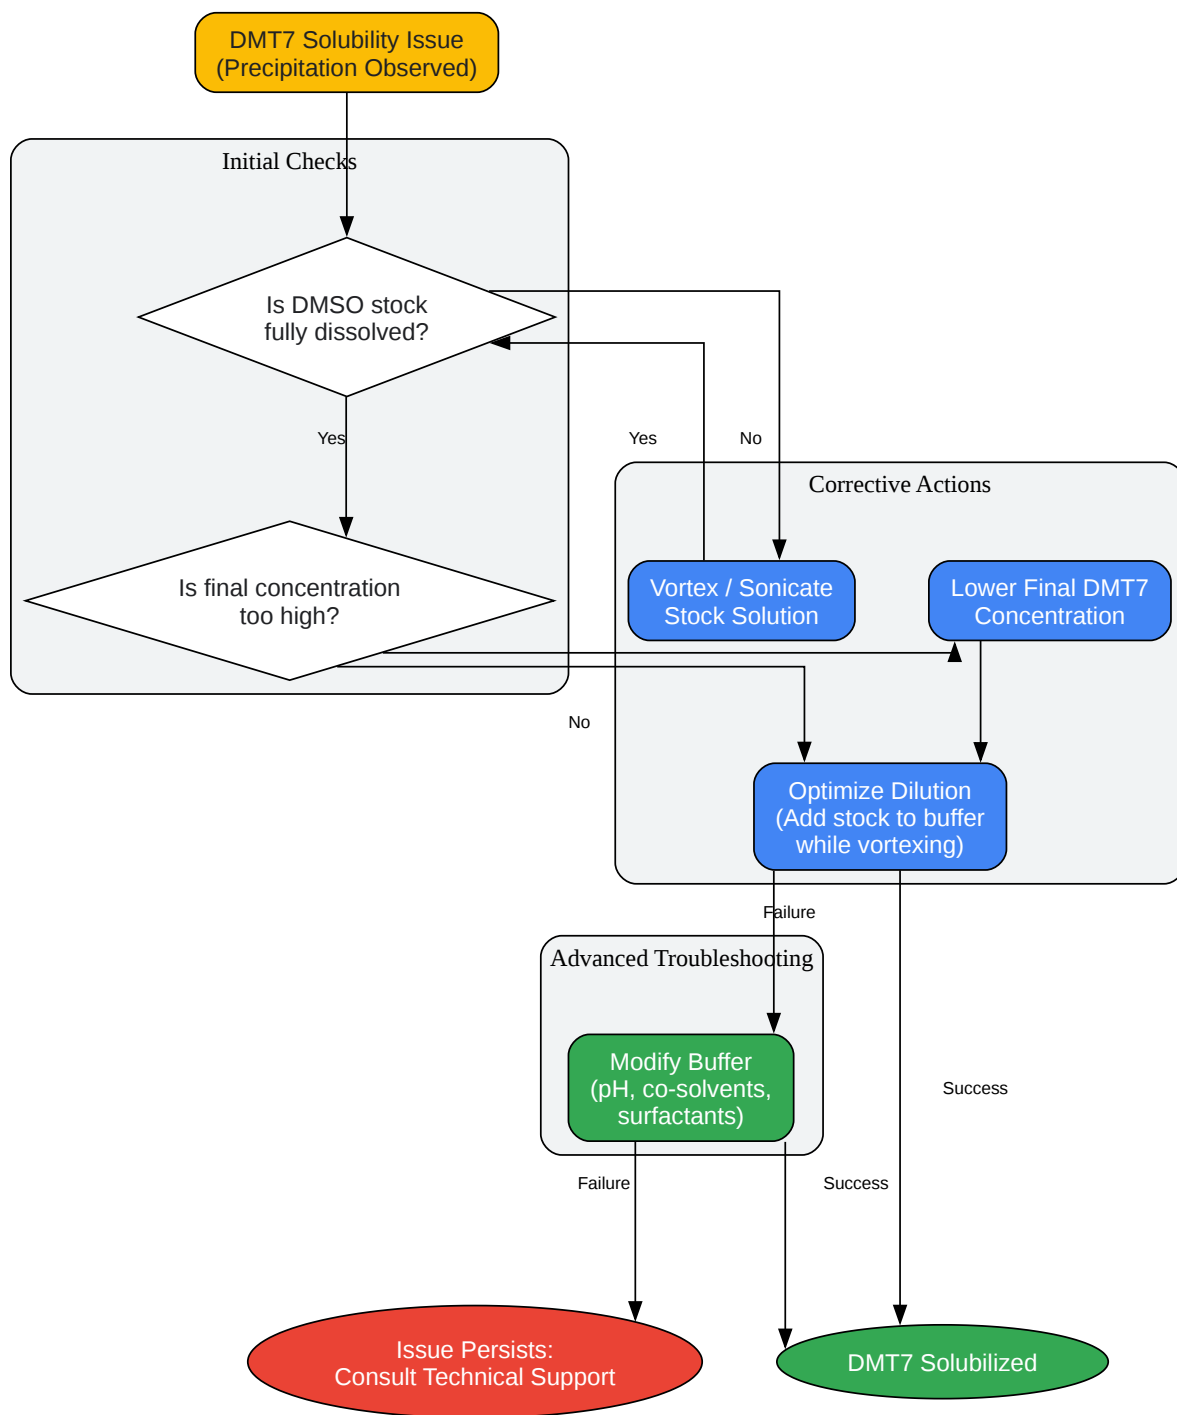 DMT7 Solubility Issue
(Precipitation Observed)
Initial Checks
Is DMSO stock
fully dissolved?
Yes
Yes
No
Corrective Actions
Is final concentration
too high?
Vortex / Sonicate
Stock Solution
Lower Final DMT7
Concentration
No
Optimize Dilution
(Add stock to buffer
while vortexing)
Failure
Advanced Troubleshooting
Modify Buffer
(pH, co-solvents,
surfactants)
Success
Failure
Success
Issue Persists:
Consult Technical Support
DMT7 Solubilized